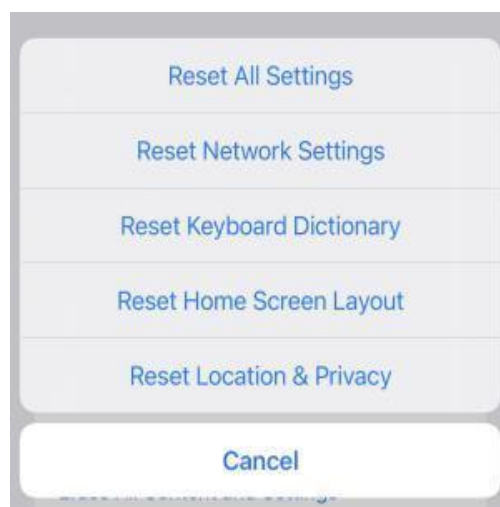 Reset All Settings
Reset Network Settings
Reset Keyboard Dictionary
Reset Home Screen Layout
Reset Location & Privacy
Cancel